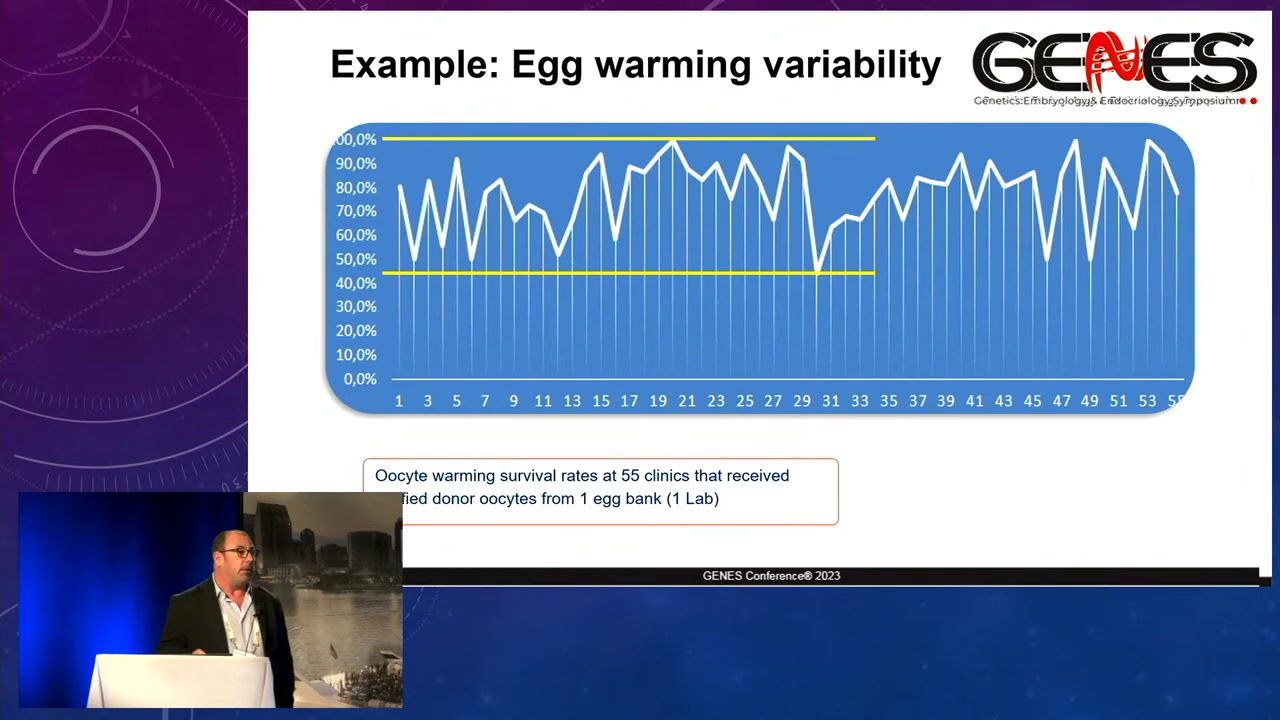 Example: Egg warming variability
GENES
Genetics Embryology & Endocriology Symposium
00,0%
90,0%
80,0%
70,0%
60,0%
50,0%
40,0%
30,0%
20,0%
10,0%
0,0%
1 3 5 7 9 11 13 15 17 19 21 23 25 27 29 31 33 35 37 39 41 43 45 47 49 51 53 55
Oocyte warming survival rates at 55 clinics that received
fied donor oocytes from 1 egg bank (1 Lab)
GENES Conference® 2023